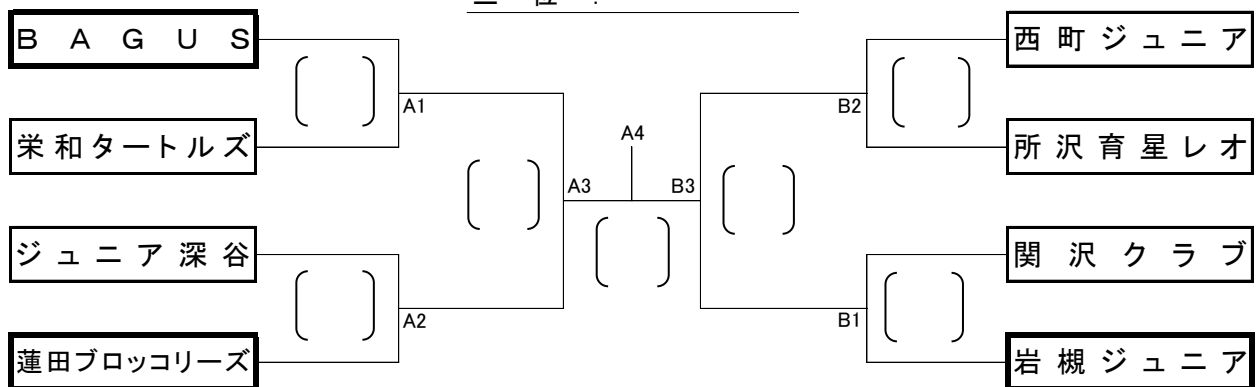 三 位 :
BAGUS
栄和タートルズ
ジュニア深谷
蓮田ブロッコリーズ
A1
A2
A3
A4
B3
B2
B1
西町ジュニア
所沢育星レオ
関沢クラブ
岩槻ジュニア